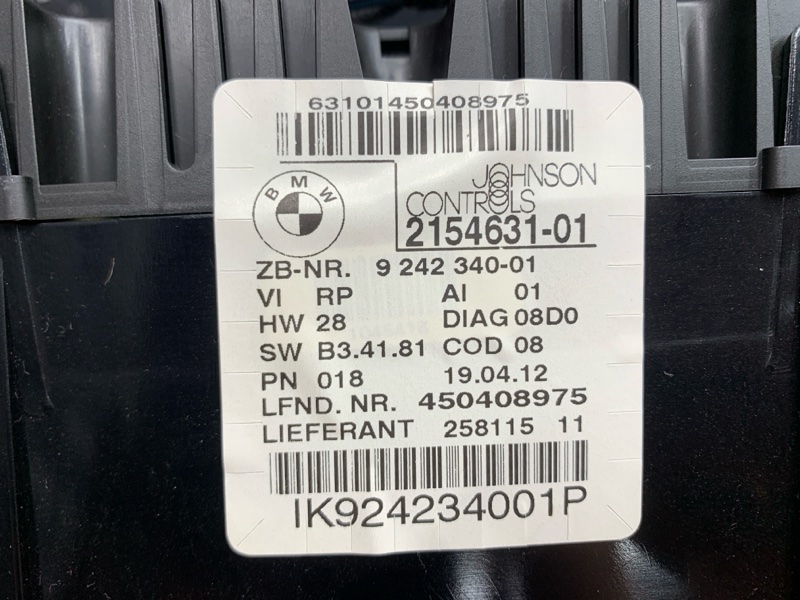 63101450408975
BMW
JOHNSON
CONTROLS
2154631-01
ZB-NR. 9 242 340-01
VI RP AI 01
HW 28 DIAG 08D0
SW B3.41.81 COD 08
PN 018 19.04.12
LFND. NR. 450408975
LIEFERANT 258115 11
IK924234001P